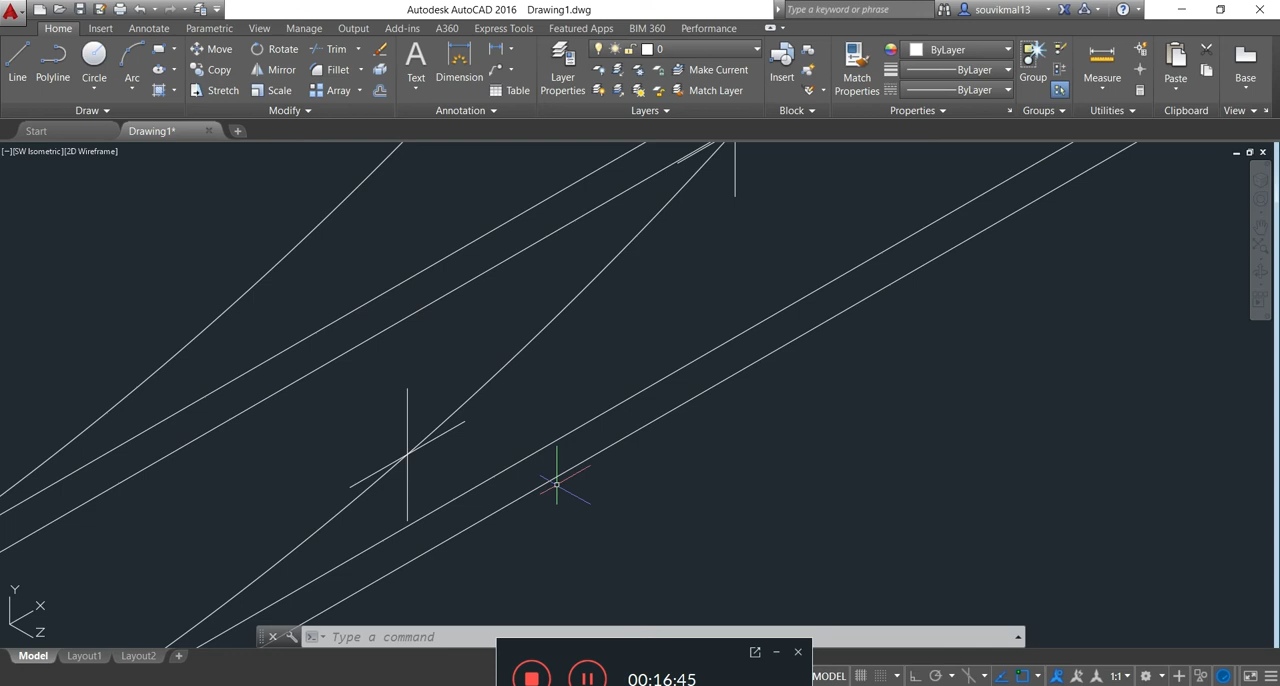 Autodesk AutoCAD 2016 Drawing1.dwg
Type a keyword or phrase
souvikmal13
Home Insert Annotate Parametric View Manage Output Add-ins A360 Express Tools Featured Apps BIM 360 Performance
Line Polyline Circle Arc
Move Rotate Trim
Copy Mirror Fillet
Stretch Scale Array
Text Dimension Table
Layer Properties
0
Make Current
Match Layer
Insert
Match Properties
ByLayer
ByLayer
ByLayer
Group Measure Paste Base
Draw Modify Annotation Layers Block Properties Groups Utilities Clipboard View
Start Drawing1* +
[−][SW Isometric][2D Wireframe]
Y
X
Z
Type a command
Model Layout1 Layout2 +
00:16:45
MODEL 1:1